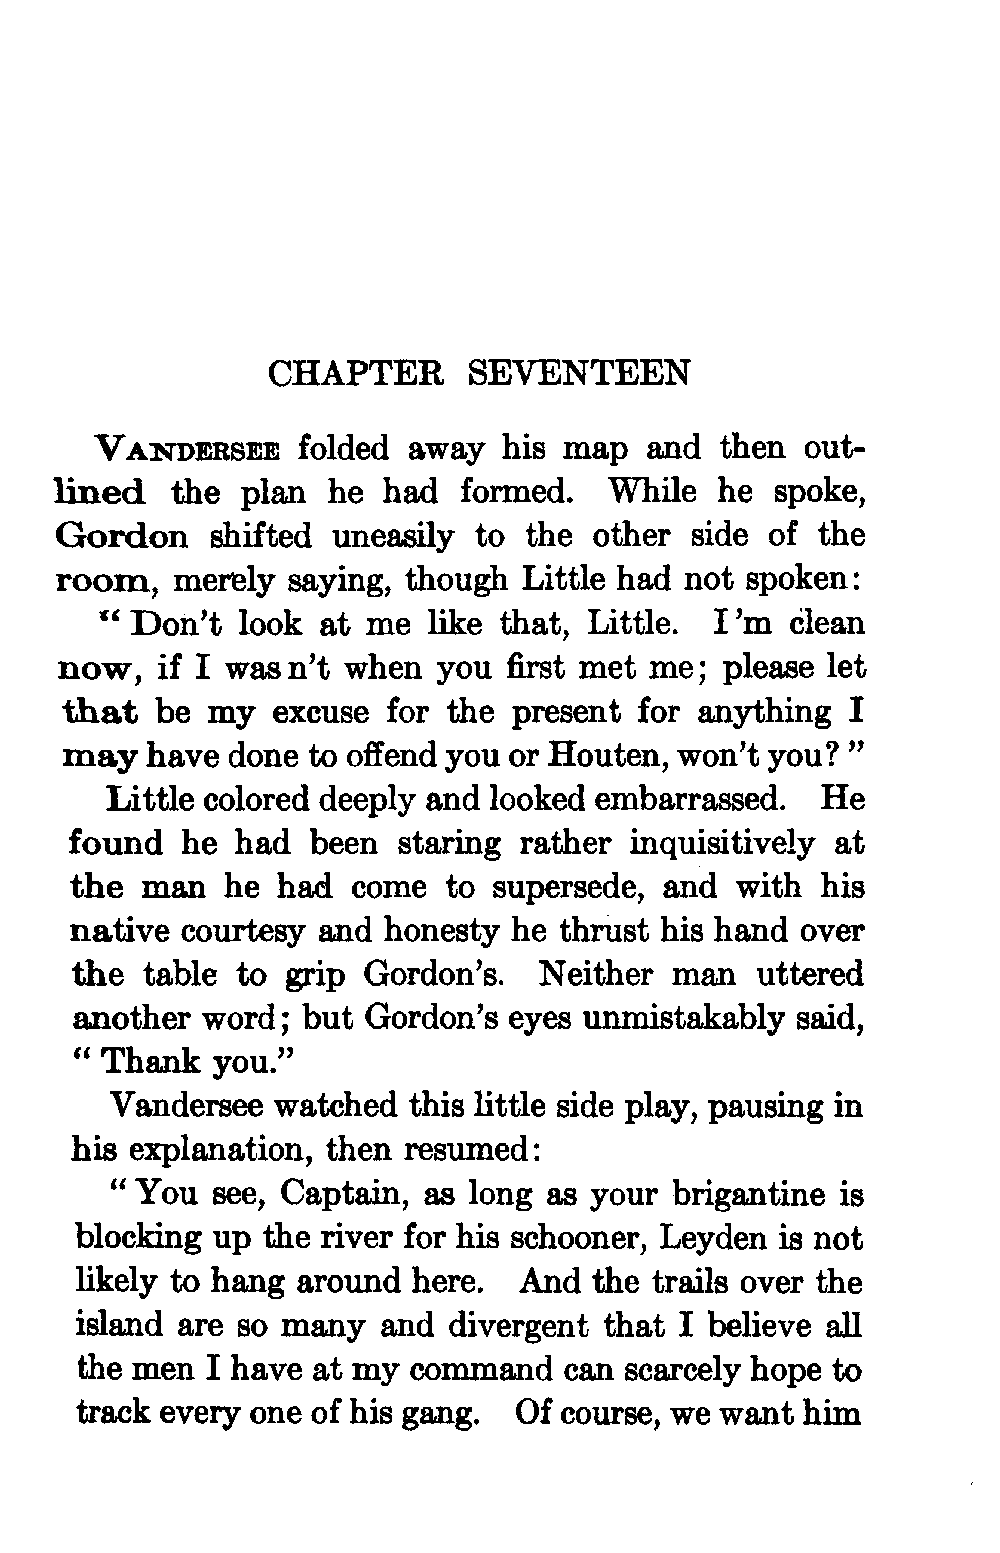 CHAPTER SEVENTEEN
VANDERSEE folded away his map and then out-
lined the plan he had formed. While he spoke,
Gordon shifted uneasily to the other side of the
room, merely saying, though Little had not spoken:
“Don’t look at me like that, Little. I’m clean
now, if I wasn’t when you first met me; please let
that be my excuse for the present for anything I
may have done to offend you or Houten, won’t you?”
Little colored deeply and looked embarrassed. He
found he had been staring rather inquisitively at
the man he had come to supersede, and with his
native courtesy and honesty he thrust his hand over
the table to grip Gordon’s. Neither man uttered
another word; but Gordon’s eyes unmistakably said,
“Thank you.”
Vandersee watched this little side play, pausing in
his explanation, then resumed:
“You see, Captain, as long as your brigantine is
blocking up the river for his schooner, Leyden is not
likely to hang around here. And the trails over the
island are so many and divergent that I believe all
the men I have at my command can scarcely hope to
track every one of his gang. Of course, we want him